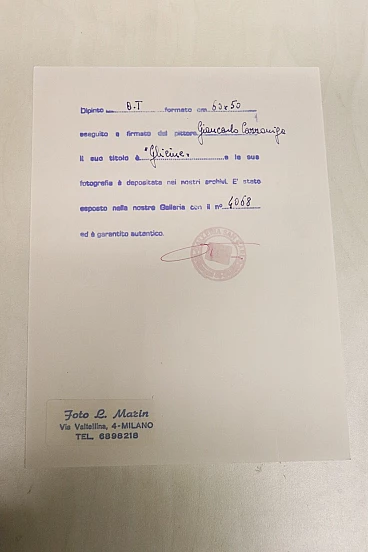 Dipinto B.T formato cm. 60x50
eseguito e firmato dal pittore Giancarlo Cazzaniga
Il suo titolo è "Glicine" e la sua
fotografia è depositata nei nostri archivi. E' stato
esposto nella nostra Galleria con il n° 4068
ed è garantito autentico.
Foto L. Marin
Via Valtellina, 4-MILANO
TEL. 6898218